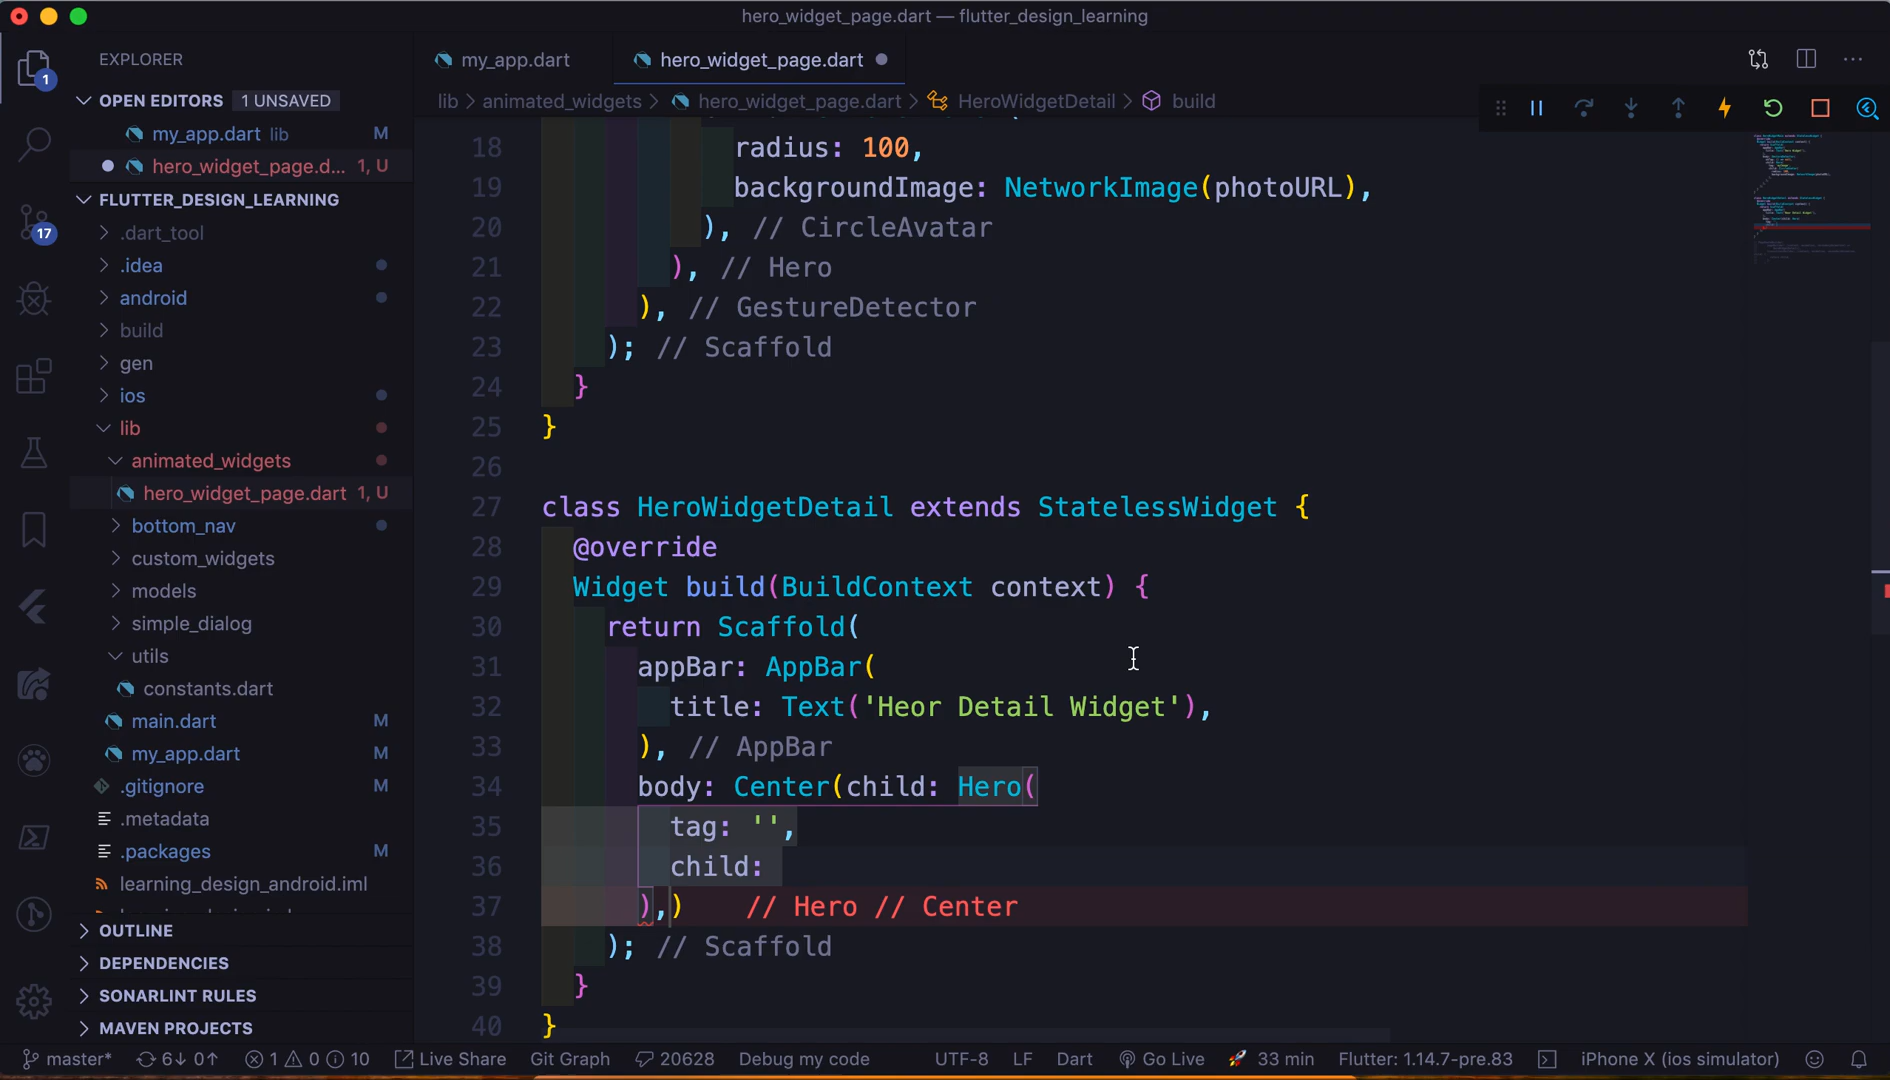 hero_widget_page.dart — flutter_design_learning
EXPLORER
OPEN EDITORS 1 UNSAVED
my_app.dart lib M
hero_widget_page.d... 1, U
FLUTTER_DESIGN_LEARNING
.dart_tool
.idea
android
build
gen
ios
lib
animated_widgets
hero_widget_page.dart 1, U
bottom_nav
custom_widgets
models
simple_dialog
utils
constants.dart
main.dart M
my_app.dart M
.gitignore M
.metadata
.packages M
learning_design_android.iml
OUTLINE
DEPENDENCIES
SONARLINT RULES
MAVEN PROJECTS
1
17
my_app.dart
hero_widget_page.dart
lib > animated_widgets > hero_widget_page.dart > HeroWidgetDetail > build
18 radius: 100,
19 backgroundImage: NetworkImage(photoURL),
20 ), // CircleAvatar
21 ), // Hero
22 ), // GestureDetector
23 ); // Scaffold
24 }
25 }
26
27 class HeroWidgetDetail extends StatelessWidget {
28 @override
29 Widget build(BuildContext context) {
30 return Scaffold(
31 appBar: AppBar(
32 title: Text('Heor Detail Widget'),
33 ), // AppBar
34 body: Center(child: Hero(
35 tag: '',
36 child:
37 ),) // Hero // Center
38 ); // Scaffold
39 }
40 }
master* 6↓ 0↑ 1 0 10 Live Share Git Graph 20628 Debug my code UTF-8 LF Dart Go Live 33 min Flutter: 1.14.7-pre.83 iPhone X (ios simulator)